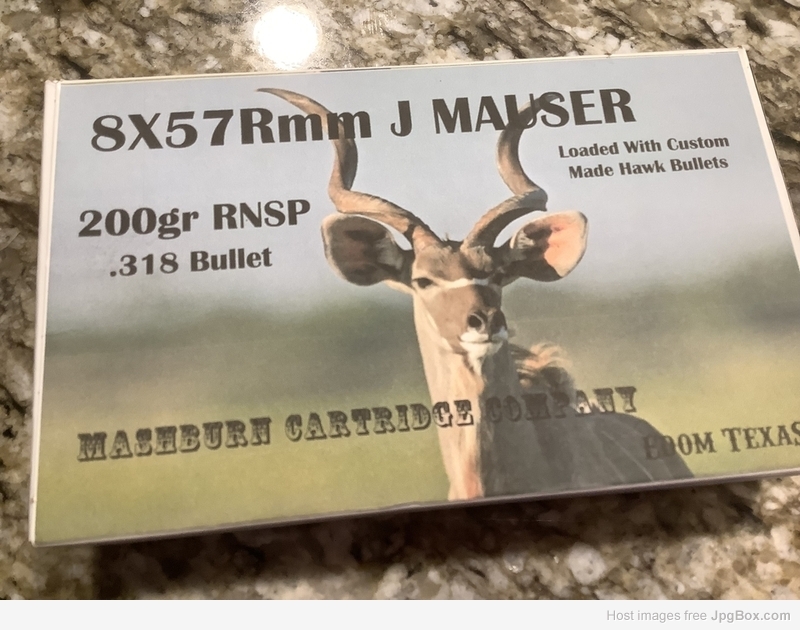 8X57Rmm J MAUSER
Loaded With Custom
Made Hawk Bullets
200gr RNSP
.318 Bullet
MASHBURN CARTRIDGE COMPANY
EDOM TEXAS
Host images free JpgBox.com